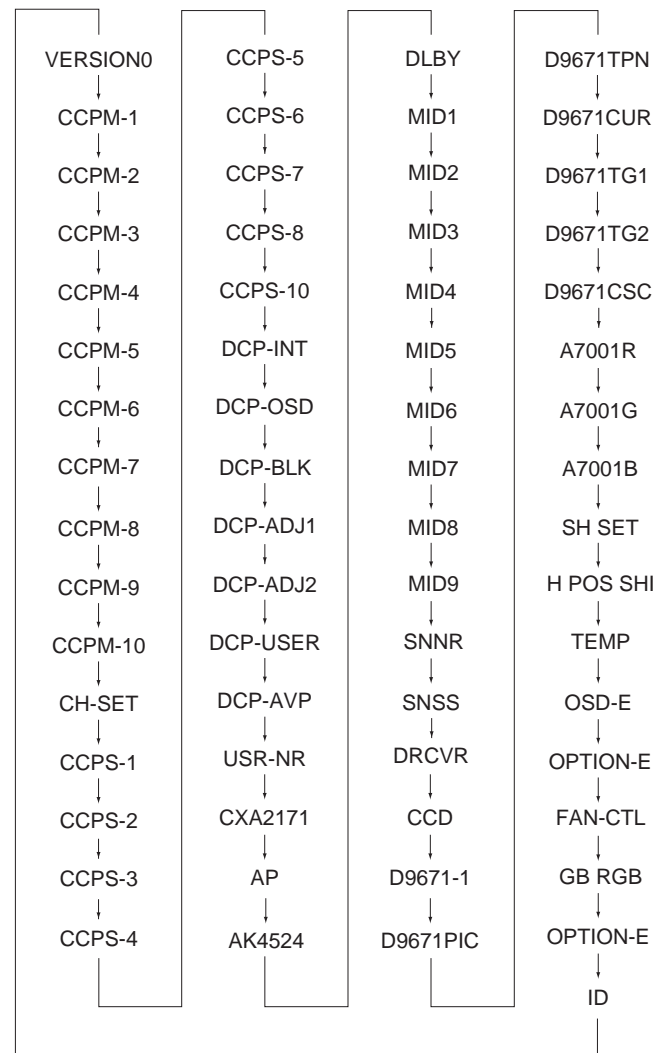 VERSION0
CCPM-1
CCPM-2
CCPM-3
CCPM-4
CCPM-5
CCPM-6
CCPM-7
CCPM-8
CCPM-9
CCPM-10
CH-SET
CCPS-1
CCPS-2
CCPS-3
CCPS-4
CCPS-5
CCPS-6
CCPS-7
CCPS-8
CCPS-10
DCP-INT
DCP-OSD
DCP-BLK
DCP-ADJ1
DCP-ADJ2
DCP-USER
DCP-AVP
USR-NR
CXA2171
AP
AK4524
DLBY
MID1
MID2
MID3
MID4
MID5
MID6
MID7
MID8
MID9
SNNR
SNSS
DRCVR
CCD
D9671-1
D9671PIC
D9671TPN
D9671CUR
D9671TG1
D9671TG2
D9671CSC
A7001R
A7001G
A7001B
SH SET
H POS SHI
TEMP
OSD-E
OPTION-E
FAN-CTL
GB RGB
OPTION-E
ID